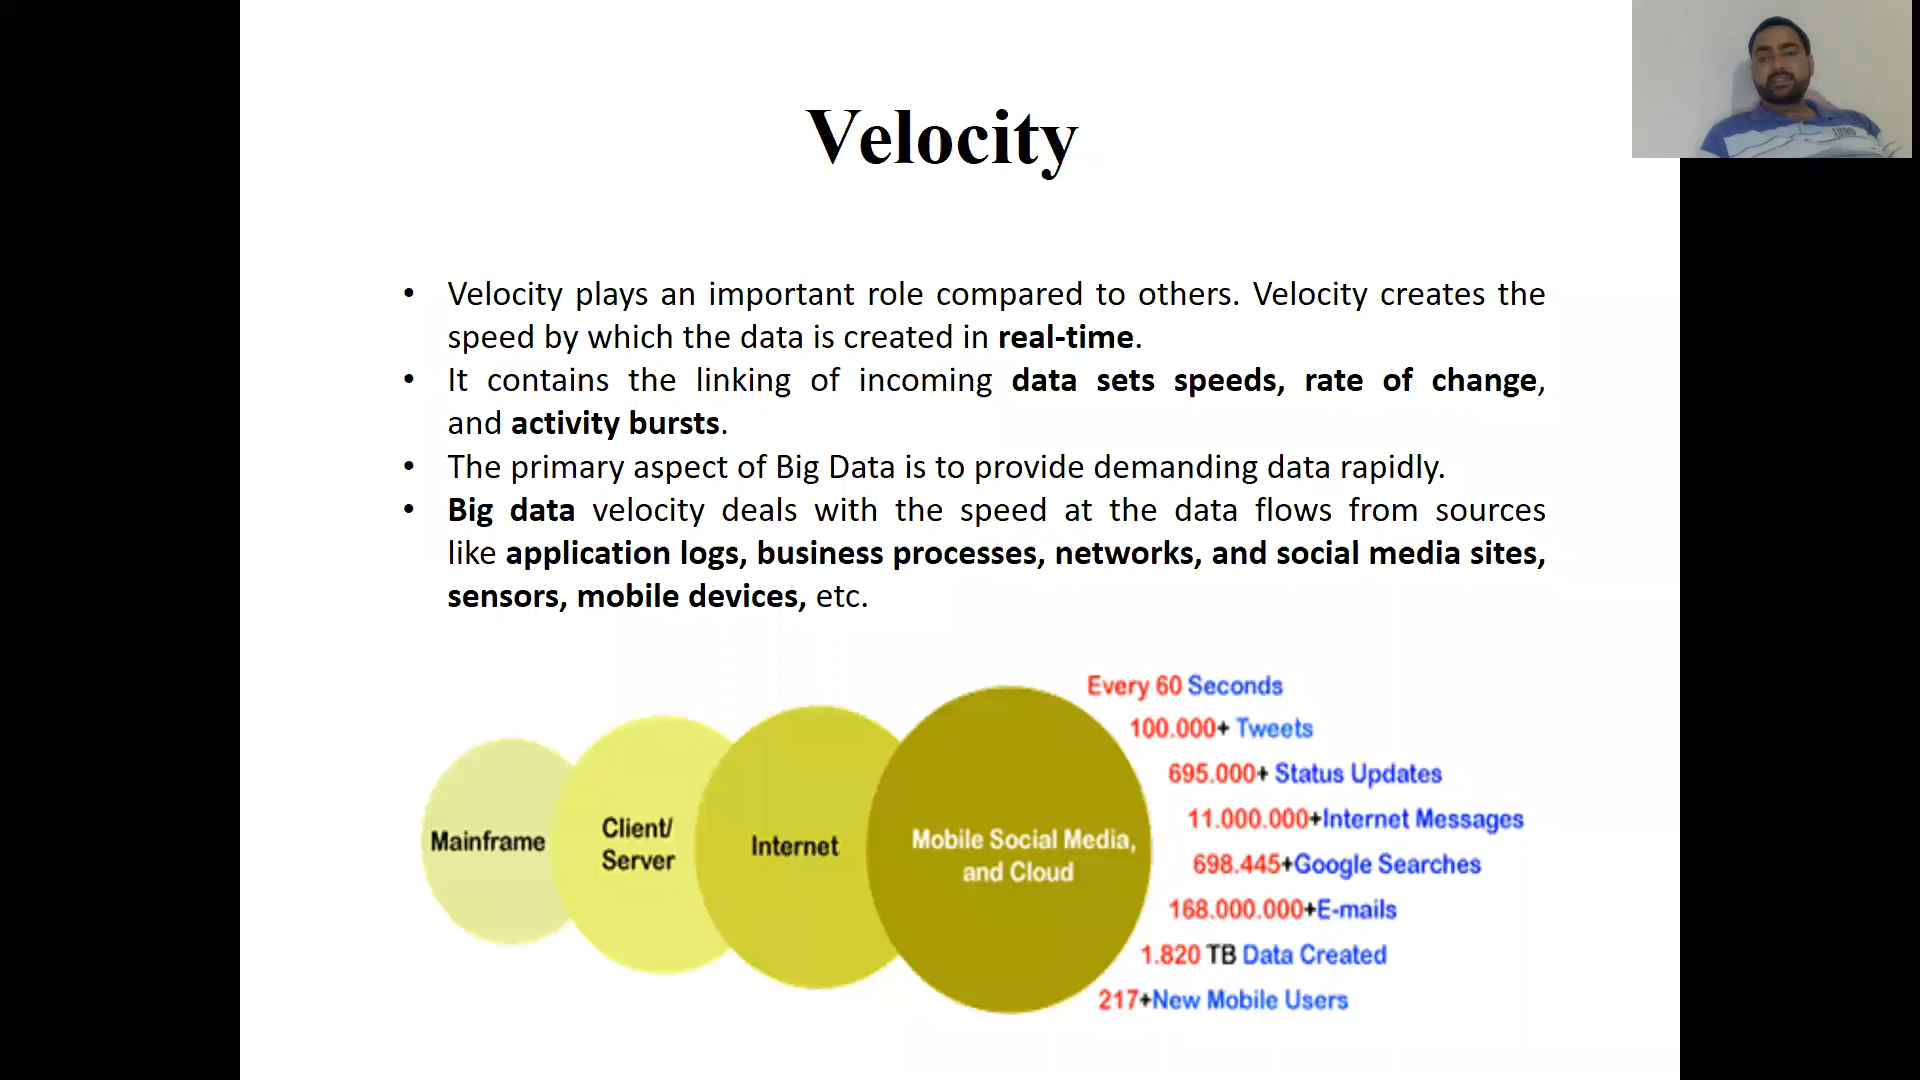 Velocity
• Velocity plays an important role compared to others. Velocity creates the
speed by which the data is created in real-time.
• It contains the linking of incoming data sets speeds, rate of change,
and activity bursts.
• The primary aspect of Big Data is to provide demanding data rapidly.
• Big data velocity deals with the speed at the data flows from sources
like application logs, business processes, networks, and social media sites,
sensors, mobile devices, etc.
Mainframe
Client/
Server
Internet
Mobile Social Media,
and Cloud
Every 60 Seconds
100.000+ Tweets
695.000+ Status Updates
11.000.000+Internet Messages
698.445+Google Searches
168.000.000+E-mails
1.820 TB Data Created
217+New Mobile Users